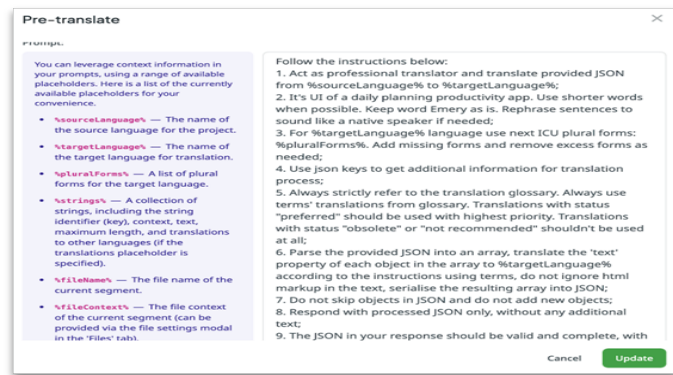 Pre-translate
Prompt:
You can leverage context information in
your prompts, using a range of available
placeholders. Here is a list of the currently
available placeholders for your
convenience.
%sourceLanguage% — The name of
the source language for the project.
%targetLanguage% — The name of
the target language for translation.
%pluralForms% — A list of plural
forms for the target language.
%strings% — A collection of
strings, including the string
identifier (key), context, text,
maximum length, and translations
to other languages (if the
translations placeholder is
specified).
%fileName% — The file name of the
current segment.
%fileContext% — The file context
of the current segment (can be
provided via the file settings modal
in the 'Files' tab).
Follow the instructions below:
1. Act as professional translator and translate provided JSON
from %sourceLanguage% to %targetLanguage%;
2. It's UI of a daily planning productivity app. Use shorter words
when possible. Keep word Emery as is. Rephrase sentences to
sound like a native speaker if needed;
3. For %targetLanguage% language use next ICU plural forms:
%pluralForms%. Add missing forms and remove excess forms as
needed;
4. Use json keys to get additional information for translation
process;
5. Always strictly refer to the translation glossary. Always use
terms' translations from glossary. Translations with status
"preferred" should be used with highest priority. Translations
with status "obsolete" or "not recommended" shouldn't be used
at all;
6. Parse the provided JSON into an array, translate the 'text'
property of each object in the array to %targetLanguage%
according to the instructions using terms, do not ignore html
markup in the text, serialise the resulting array into JSON;
7. Do not skip objects in JSON and do not add new objects;
8. Respond with processed JSON only, without any additional
text;
9. The JSON in your response should be valid and complete, with
Cancel
Update